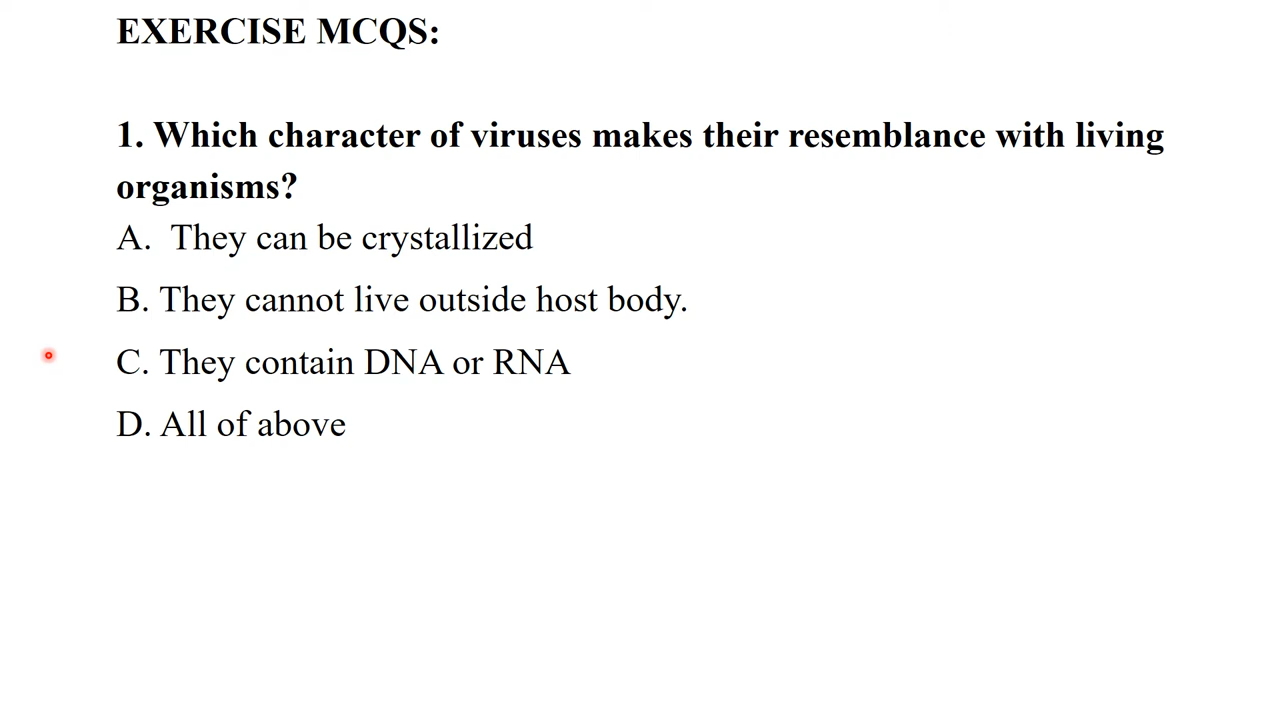 EXERCISE MCQS:
1. Which character of viruses makes their resemblance with living
organisms?
A. They can be crystallized
B. They cannot live outside host body.
C. They contain DNA or RNA
D. All of above